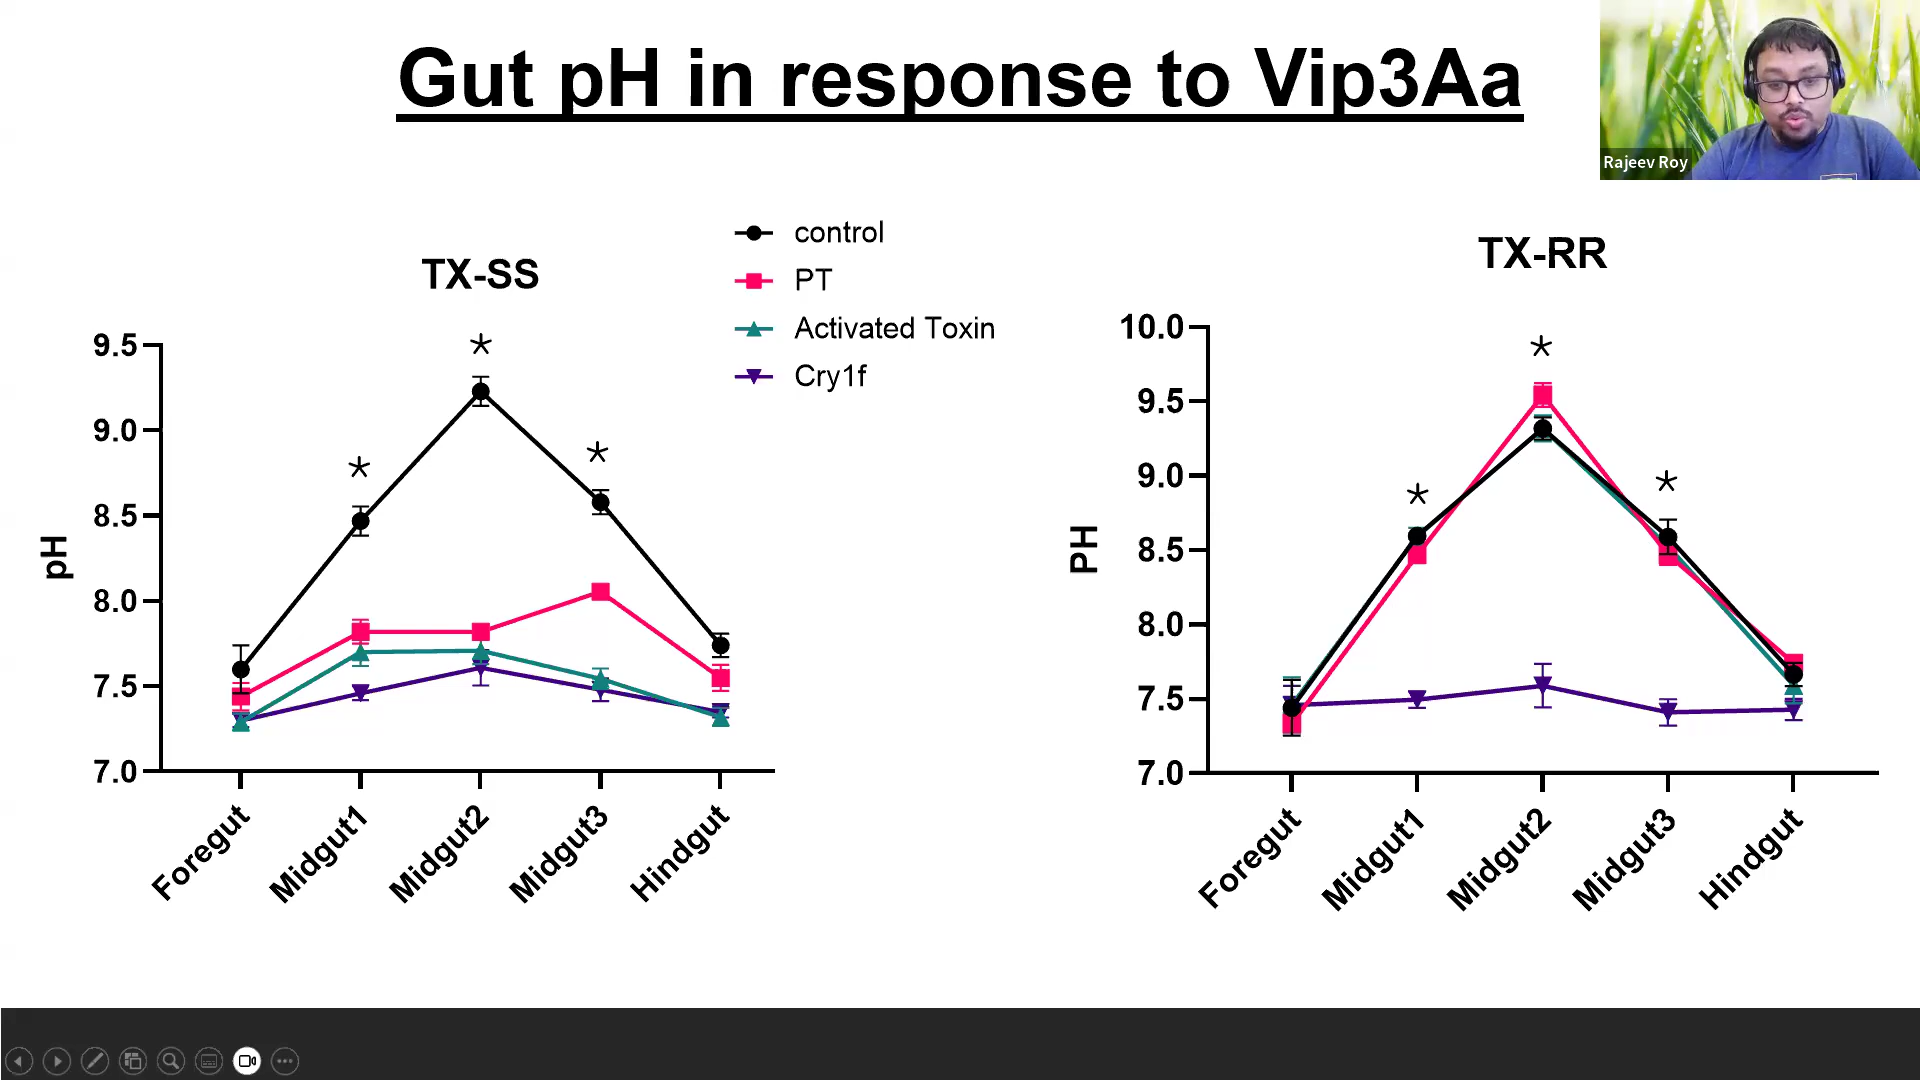 Gut pH in response to Vip3Aa
Rajeev Roy
control
PT
Activated Toxin
Cry1f
TX-SS
9.5
9.0
8.5
8.0
7.5
7.0
pH
*
*
*
Foregut
Midgut1
Midgut2
Midgut3
Hindgut
TX-RR
10.0
9.5
9.0
8.5
8.0
7.5
7.0
PH
*
*
*
Foregut
Midgut1
Midgut2
Midgut3
Hindgut